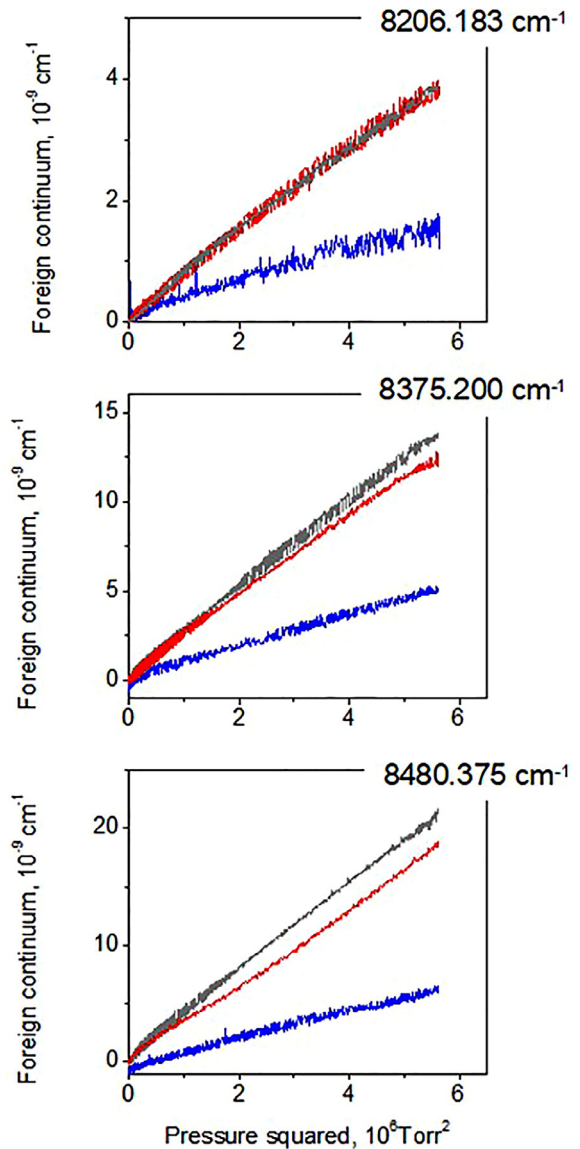 8206.183 cm⁻¹
Foreign continuum, 10⁻⁹ cm⁻¹
4
2
0
0 2 4 6
8375.200 cm⁻¹
Foreign continuum, 10⁻⁹ cm⁻¹
15
10
5
0
0 2 4 6
8480.375 cm⁻¹
Foreign continuum, 10⁻⁹ cm⁻¹
20
10
0
0 2 4 6
Pressure squared, 10⁶Torr²